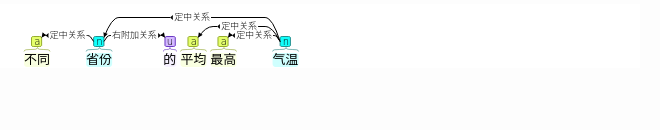 定中关系
定中关系
定中关系 右附加关系 定中关系
a n u a a n
不同 省份 的 平均 最高 气温